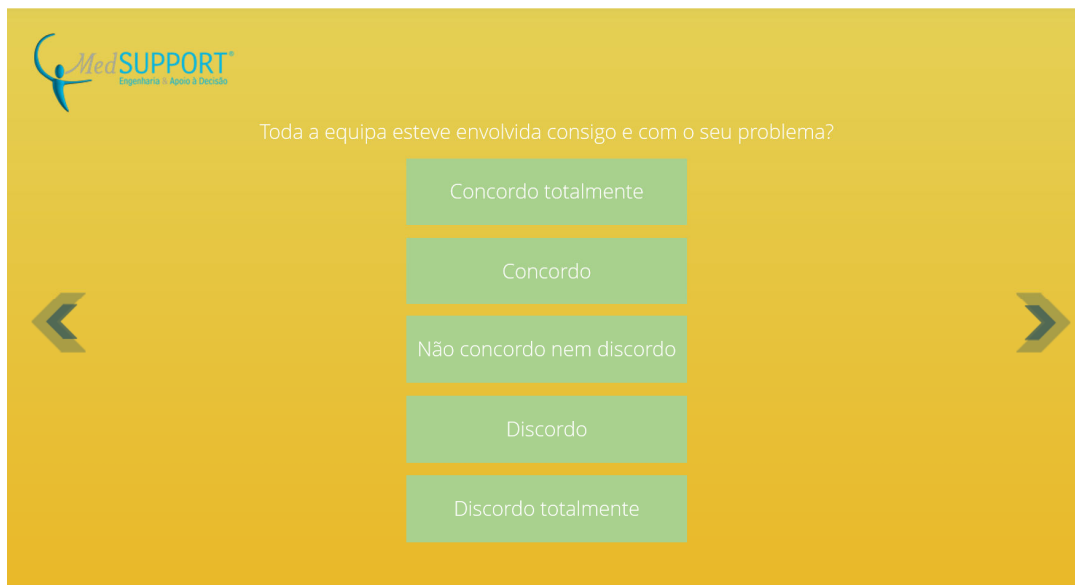 MedSUPPORT®
Engenharia & Apoio à Decisão
Toda a equipa esteve envolvida consigo e com o seu problema?
Concordo totalmente
Concordo
Não concordo nem discordo
Discordo
Discordo totalmente